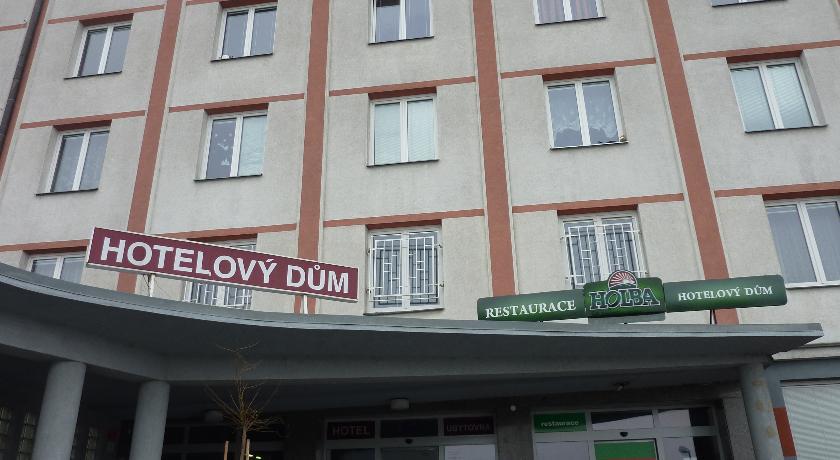 HOTELOVÝ DŮM
RESTAURACE HOLBA HOTELOVÝ DŮM
HOTEL
UBYTOVNA
restaurace